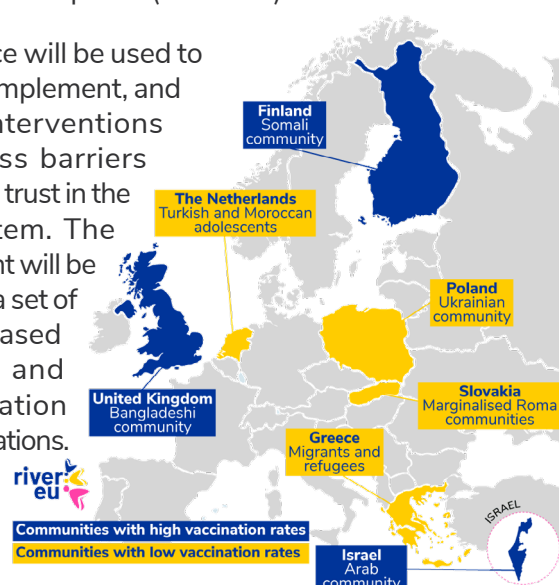 ce will be used to
mplement, and
nterventions
ss barriers
trust in the
tem. The
nt will be
a set of
ased
and
ation
ations.
Finland
Somali
community
The Netherlands
Turkish and Moroccan
adolescents
Poland
Ukrainian
community
United Kingdom
Bangladeshi
community
Slovakia
Marginalised Roma
communities
Greece
Migrants and
refugees
river
eu
Communities with high vaccination rates
Communities with low vaccination rates
ISRAEL
Israel
Arab
community